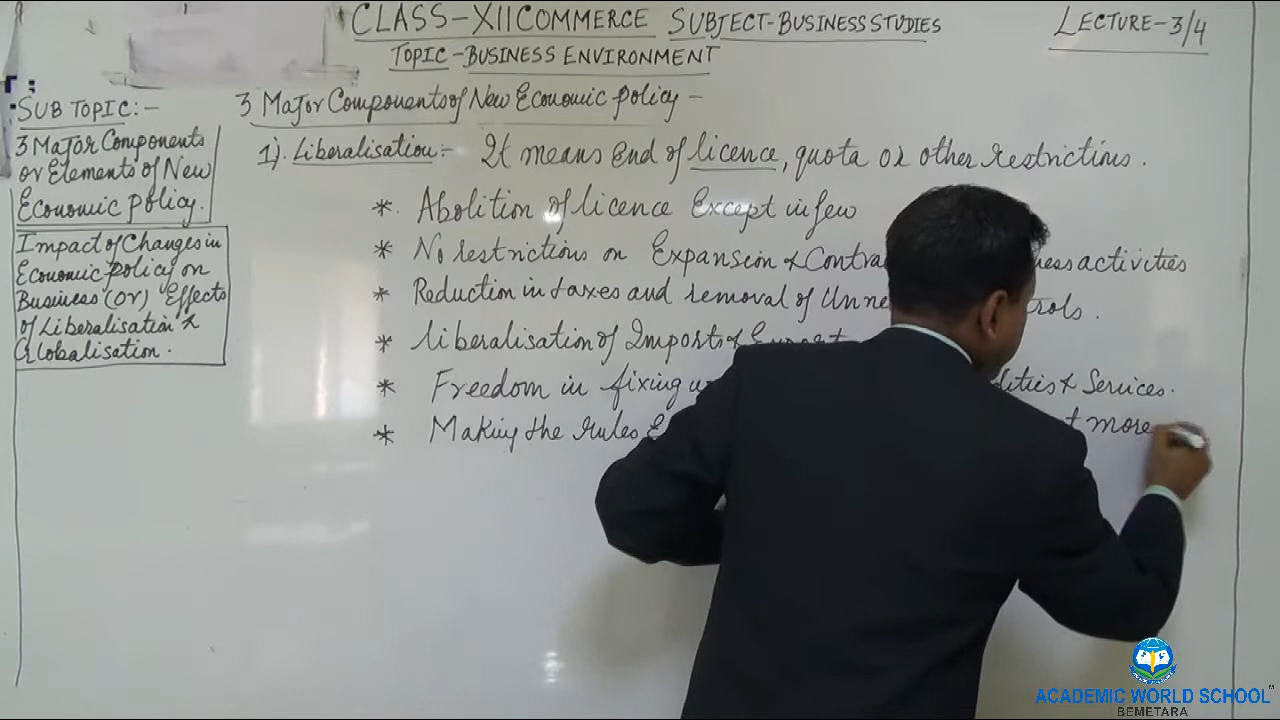 CLASS-XII COMMERCE SUBJECT-BUSINESS STUDIES
LECTURE-3/4
TOPIC-BUSINESS ENVIRONMENT
SUB TOPIC:-
3 Major Components
or Elements of New
Economic policy.
Impact of Changes in
Economic policy on
Business (or) Effects
of Liberalisation &
Globalisation.
3 Major Components of New Economic policy -
1). Liberalisation:- It means End of licence, quota or other restrictions.
* Abolition of licence Except in few
* No restrictions on Expansion & Contra ness activities
* Reduction in taxes and removal of Unne trols.
* liberalisation of Imports & Export
* Freedom in fixing dities & Services.
* Making the rules E t more
ACADEMIC WORLD SCHOOL™
BEMETARA